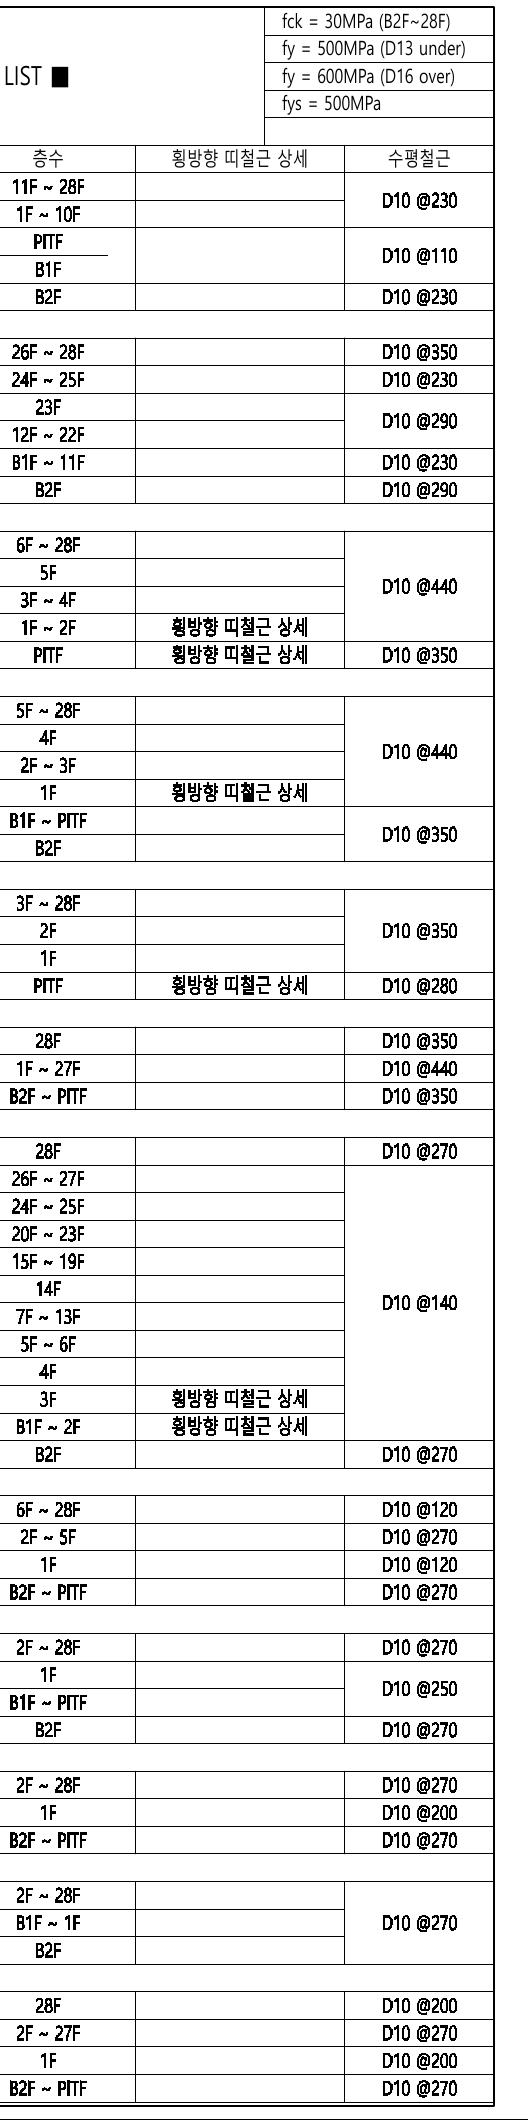 fck = 30MPa (B2F~28F)
fy = 500MPa (D13 under)
LIST ■
fy = 600MPa (D16 over)
fys = 500MPa
층수 횡방향 띠철근 상세 수평철근
11F ~ 28F
D10 @230
1F ~ 10F
PITF
D10 @110
B1F
B2F D10 @230
26F ~ 28F D10 @350
24F ~ 25F D10 @230
23F
D10 @290
12F ~ 22F
B1F ~ 11F D10 @230
B2F D10 @290
6F ~ 28F
5F
D10 @440
3F ~ 4F
1F ~ 2F 횡방향 띠철근 상세
PITF 횡방향 띠철근 상세 D10 @350
5F ~ 28F
4F
D10 @440
2F ~ 3F
1F 횡방향 띠철근 상세
B1F ~ PITF
D10 @350
B2F
3F ~ 28F
2F D10 @350
1F
PITF 횡방향 띠철근 상세 D10 @280
28F D10 @350
1F ~ 27F D10 @440
B2F ~ PITF D10 @350
28F D10 @270
26F ~ 27F
24F ~ 25F
20F ~ 23F
15F ~ 19F
14F
D10 @140
7F ~ 13F
5F ~ 6F
4F
3F 횡방향 띠철근 상세
B1F ~ 2F 횡방향 띠철근 상세
B2F D10 @270
6F ~ 28F D10 @120
2F ~ 5F D10 @270
1F D10 @120
B2F ~ PITF D10 @270
2F ~ 28F D10 @270
1F
D10 @250
B1F ~ PITF
B2F D10 @270
2F ~ 28F D10 @270
1F D10 @200
B2F ~ PITF D10 @270
2F ~ 28F
B1F ~ 1F D10 @270
B2F
28F D10 @200
2F ~ 27F D10 @270
1F D10 @200
B2F ~ PITF D10 @270